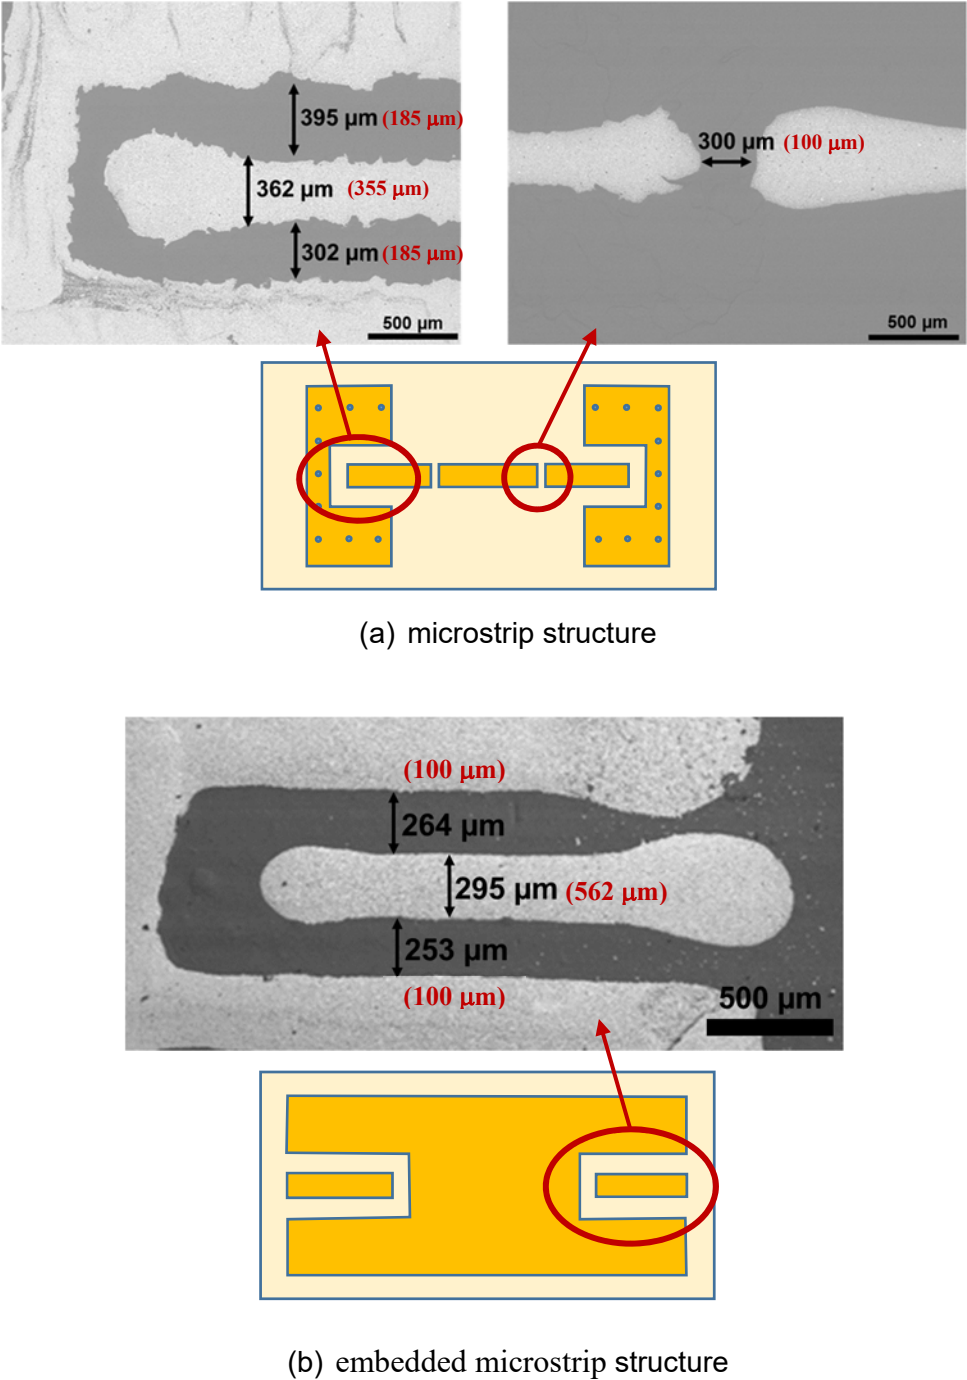 395 µm (185 µm)
362 µm (355 µm)
302 µm (185 µm)
500 µm
300 µm (100 µm)
500 µm
(a) microstrip structure
(100 µm)
264 µm
295 µm (562 µm)
253 µm
(100 µm)
500 µm
(b) embedded microstrip structure